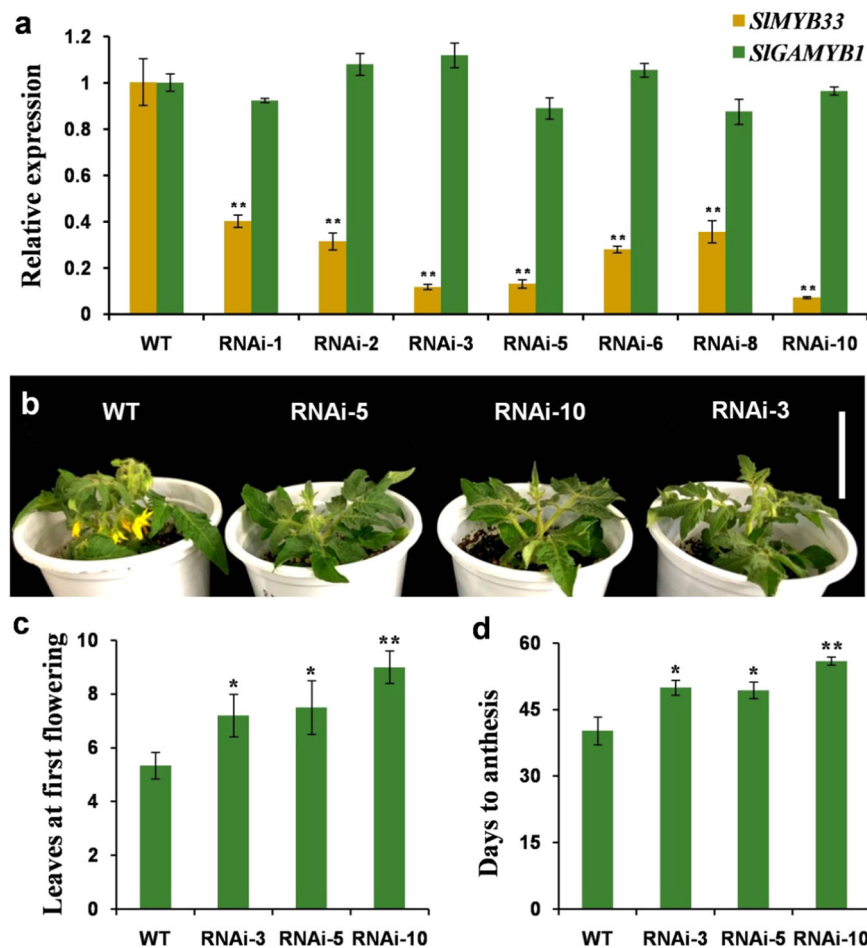 a
SlMYB33
SlGAMYB1
Relative expression
1.2
1
0.8
0.6
0.4
0.2
0
**
**
**
**
**
**
**
WT RNAi-1 RNAi-2 RNAi-3 RNAi-5 RNAi-6 RNAi-8 RNAi-10
b
WT RNAi-5 RNAi-10 RNAi-3
c
Leaves at first flowering
10
8
6
4
2
0
*
*
**
WT RNAi-3 RNAi-5 RNAi-10
d
Days to anthesis
60
45
30
15
0
*
*
**
WT RNAi-3 RNAi-5 RNAi-10